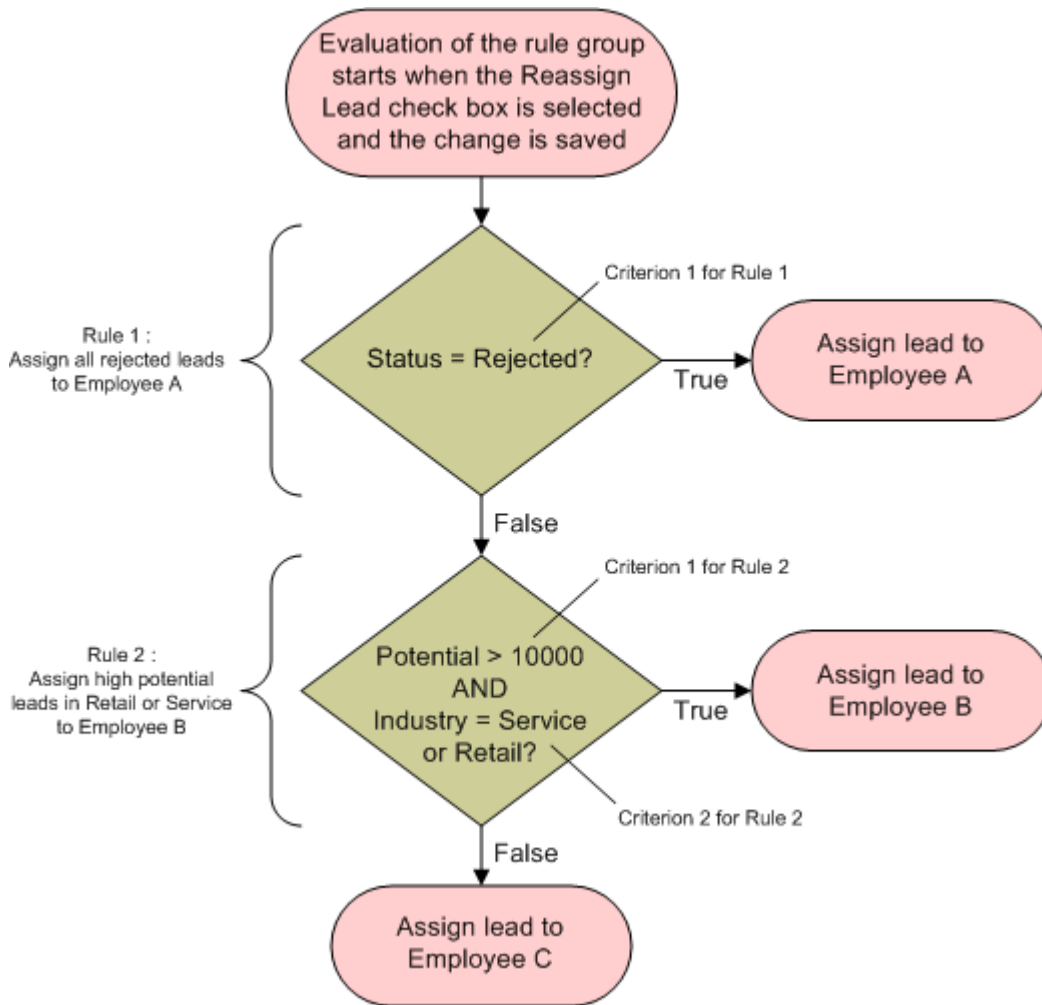 Evaluation of the rule group
starts when the Reassign
Lead check box is selected
and the change is saved
Criterion 1 for Rule 1
Rule 1 :
Assign all rejected leads
to Employee A
Status = Rejected?
True
Assign lead to
Employee A
False
Criterion 1 for Rule 2
Rule 2 :
Assign high potential
leads in Retail or Service
to Employee B
Potential > 10000
AND
Industry = Service
or Retail?
True
Assign lead to
Employee B
Criterion 2 for Rule 2
False
Assign lead to
Employee C